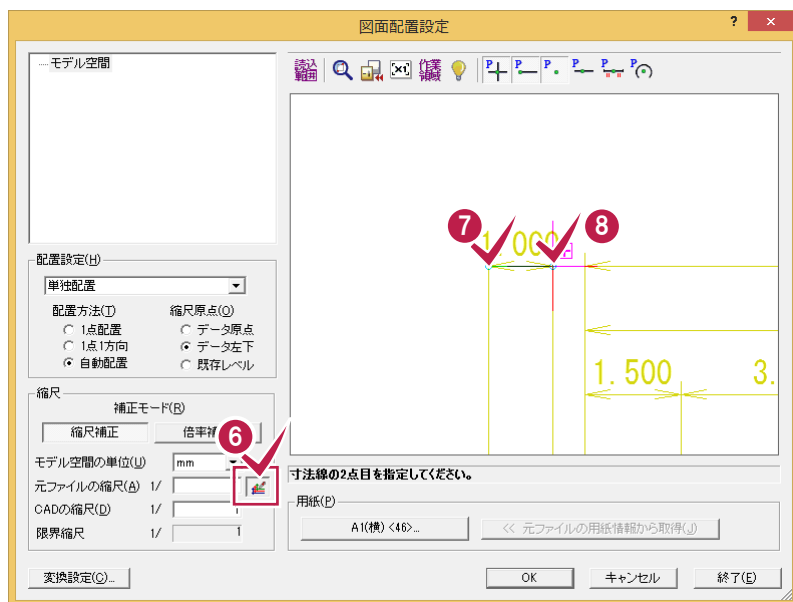 図面配置設定
? ×
モデル空間
読込範囲 [×1] 作業領域 P P P P P P
7 8
1.000
1.500 3.
配置設定(H)
単独配置
配置方法(T) 縮尺原点(O)
1点配置 データ原点
1点1方向 データ左下
自動配置 既存レベル
縮尺
補正モード(R)
縮尺補正
6
モデル空間の単位(U) mm
元ファイルの縮尺(A) 1/
CADの縮尺(D) 1/
限界縮尺 1/ 1
寸法線の2点目を指定してください。
用紙(P)
A1(横) <46>... << 元ファイルの用紙情報から取得(J)
変換設定(C)... OK キャンセル 終了(E)